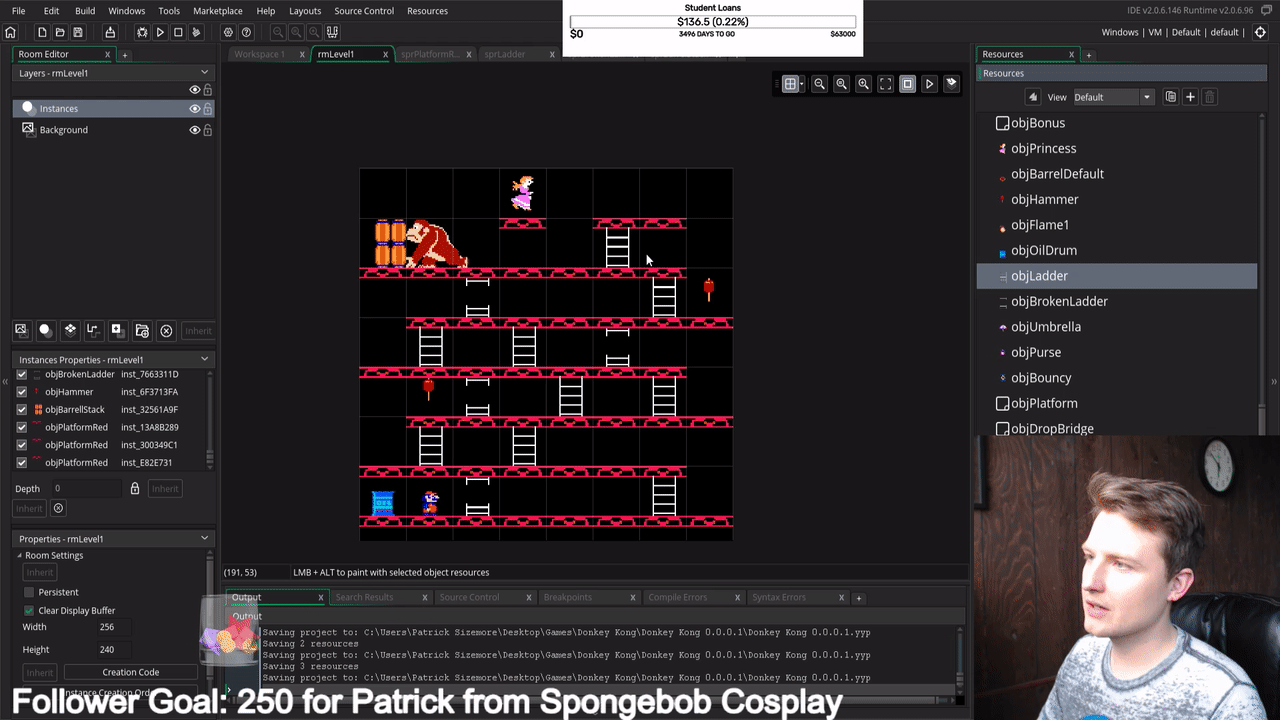 File Edit Build Windows Tools Marketplace Help Layouts Source Control Resources
IDE v2.0.6.146 Runtime v2.0.6.96
Student Loans
$136.5 (0.22%)
$0 3496 DAYS TO GO $63000
Windows | VM | Default | default |
Room Editor
Workspace 1 rmLevel1 sprPlatformR... sprLadder
Layers - rmLevel1
Instances
Background
Inherit
Instances Properties - rmLevel1
objBrokenLadder inst_7663311D
objHammer inst_6F3713FA
objBarrellStack inst_32561A9F
objPlatformRed inst_13A8B289
objPlatformRed inst_300349C1
objPlatformRed inst_E82E731
Depth 0 Inherit
Inherit
Properties - rmLevel1
Room Settings
Inherit
Persistent
Clear Display Buffer
Width 256
Height 240
Inherit Creation Code
Instance Creation Order
(191, 53) LMB + ALT to paint with selected object resources
Output Search Results Source Control Breakpoints Compile Errors Syntax Errors
Output
Saving project to: C:\Users\Patrick Sizemore\Desktop\Games\Donkey Kong\Donkey Kong 0.0.0.1\Donkey Kong 0.0.0.1.yyp
Saving 2 resources
Saving project to: C:\Users\Patrick Sizemore\Desktop\Games\Donkey Kong\Donkey Kong 0.0.0.1\Donkey Kong 0.0.0.1.yyp
Saving 3 resources
Saving project to: C:\Users\Patrick Sizemore\Desktop\Games\Donkey Kong\Donkey Kong 0.0.0.1\Donkey Kong 0.0.0.1.yyp
Resources
Resources
View Default
objBonus
objPrincess
objBarrelDefault
objHammer
objFlame1
objOilDrum
objLadder
objBrokenLadder
objUmbrella
objPurse
objBouncy
objPlatform
objDropBridge
Follower Goal: 250 for Patrick from Spongebob Cosplay